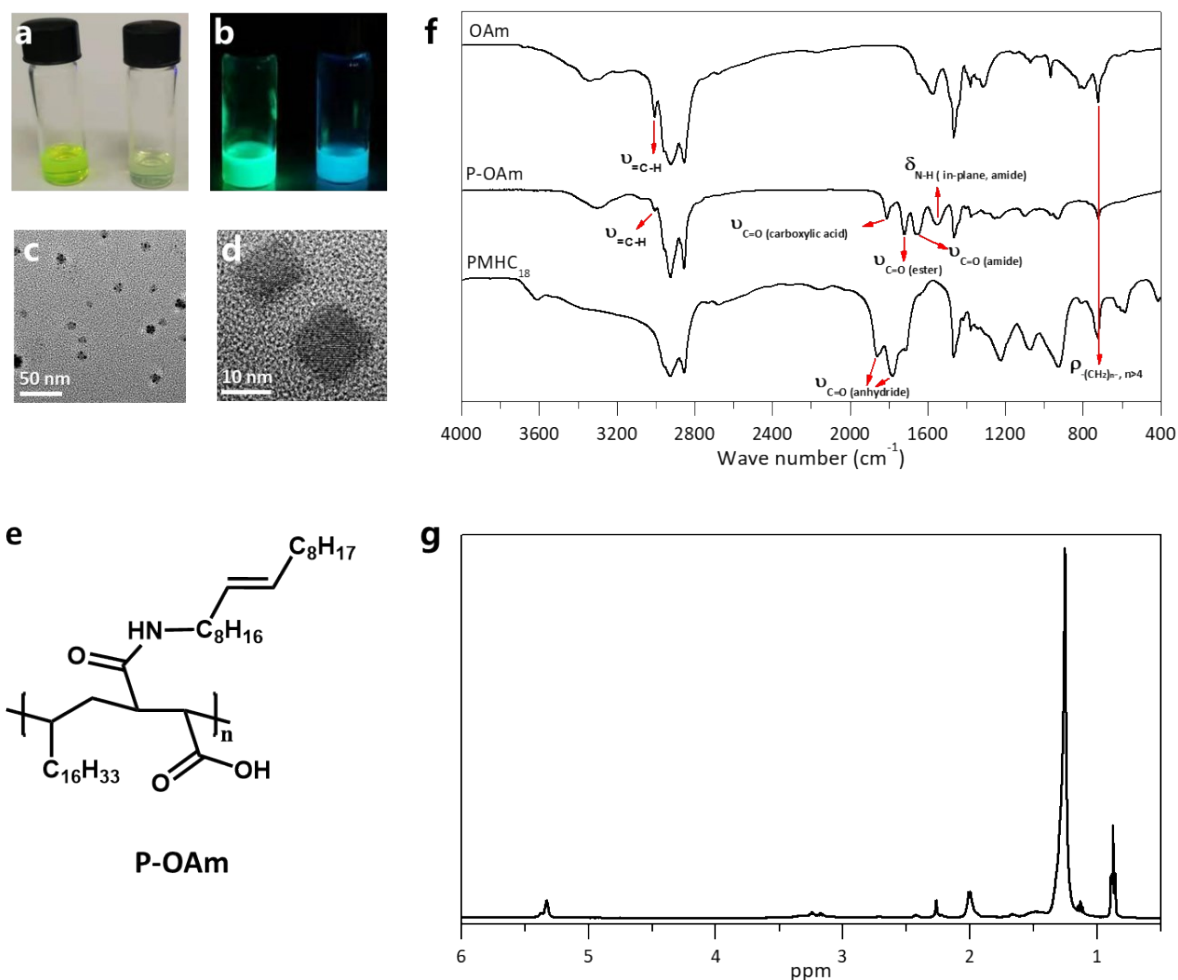 a
b
c
50 nm
d
10 nm
e
C₈H₁₇
HN
C₈H₁₆
O
n
C₁₆H₃₃
O
OH
P-OAm
f
OAm
υ=C-H
δN-H ( in-plane, amide)
P-OAm
υ=C-H
υC=O (carboxylic acid)
υC=O (ester)
υC=O (amide)
PMHC₁₈
υC=O (anhydride)
ρ-(CH₂)n-, n>4
4000 3600 3200 2800 2400 2000 1600 1200 800 400
Wave number (cm⁻¹)
g
6 5 4 3 2 1
ppm